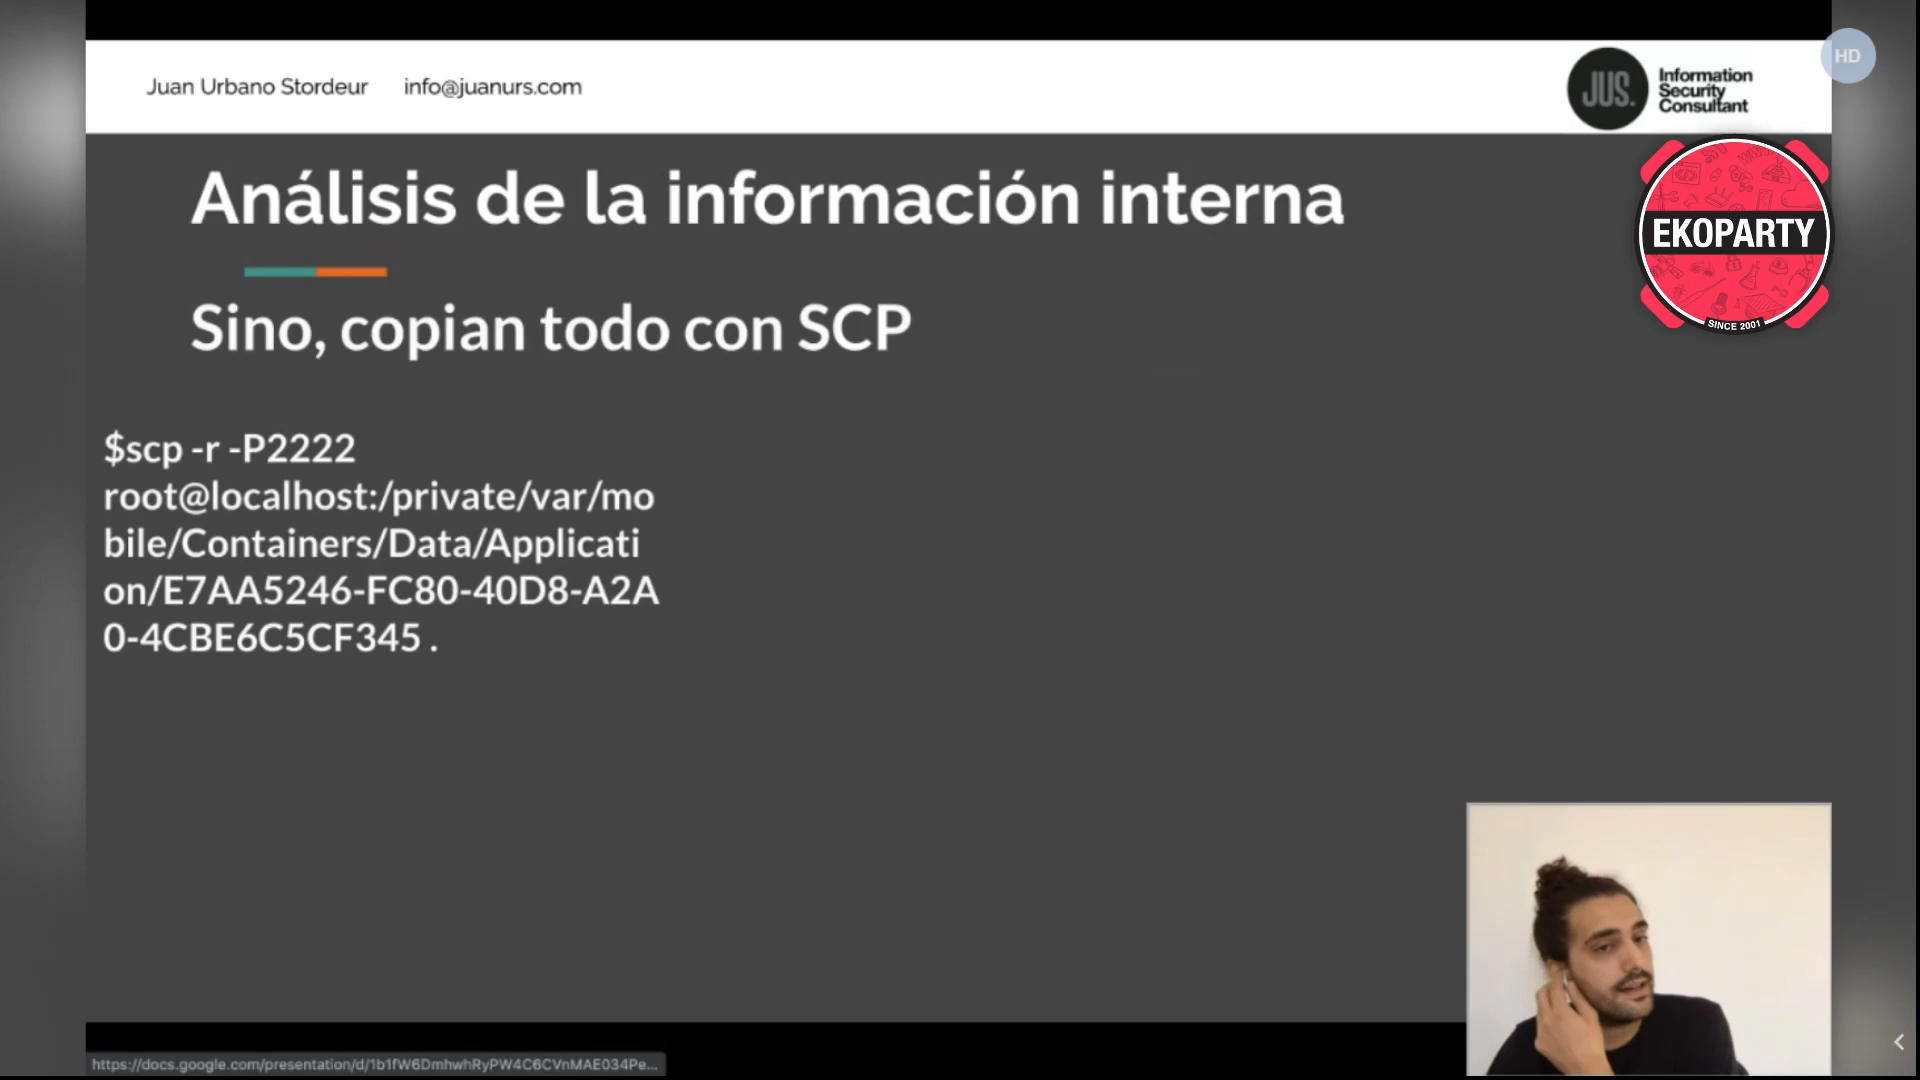 HD
Juan Urbano Stordeur info@juanurs.com
JUS. Information
Security
Consultant
EKOPARTY
SINCE 2001
Análisis de la información interna
Sino, copian todo con SCP
$scp -r -P2222
root@localhost:/private/var/mo
bile/Containers/Data/Applicati
on/E7AA5246-FC80-40D8-A2A
0-4CBE6C5CF345 .
https://docs.google.com/presentation/d/1b1fW6DmhwhRyPW4C6CVnMAE034Pe...